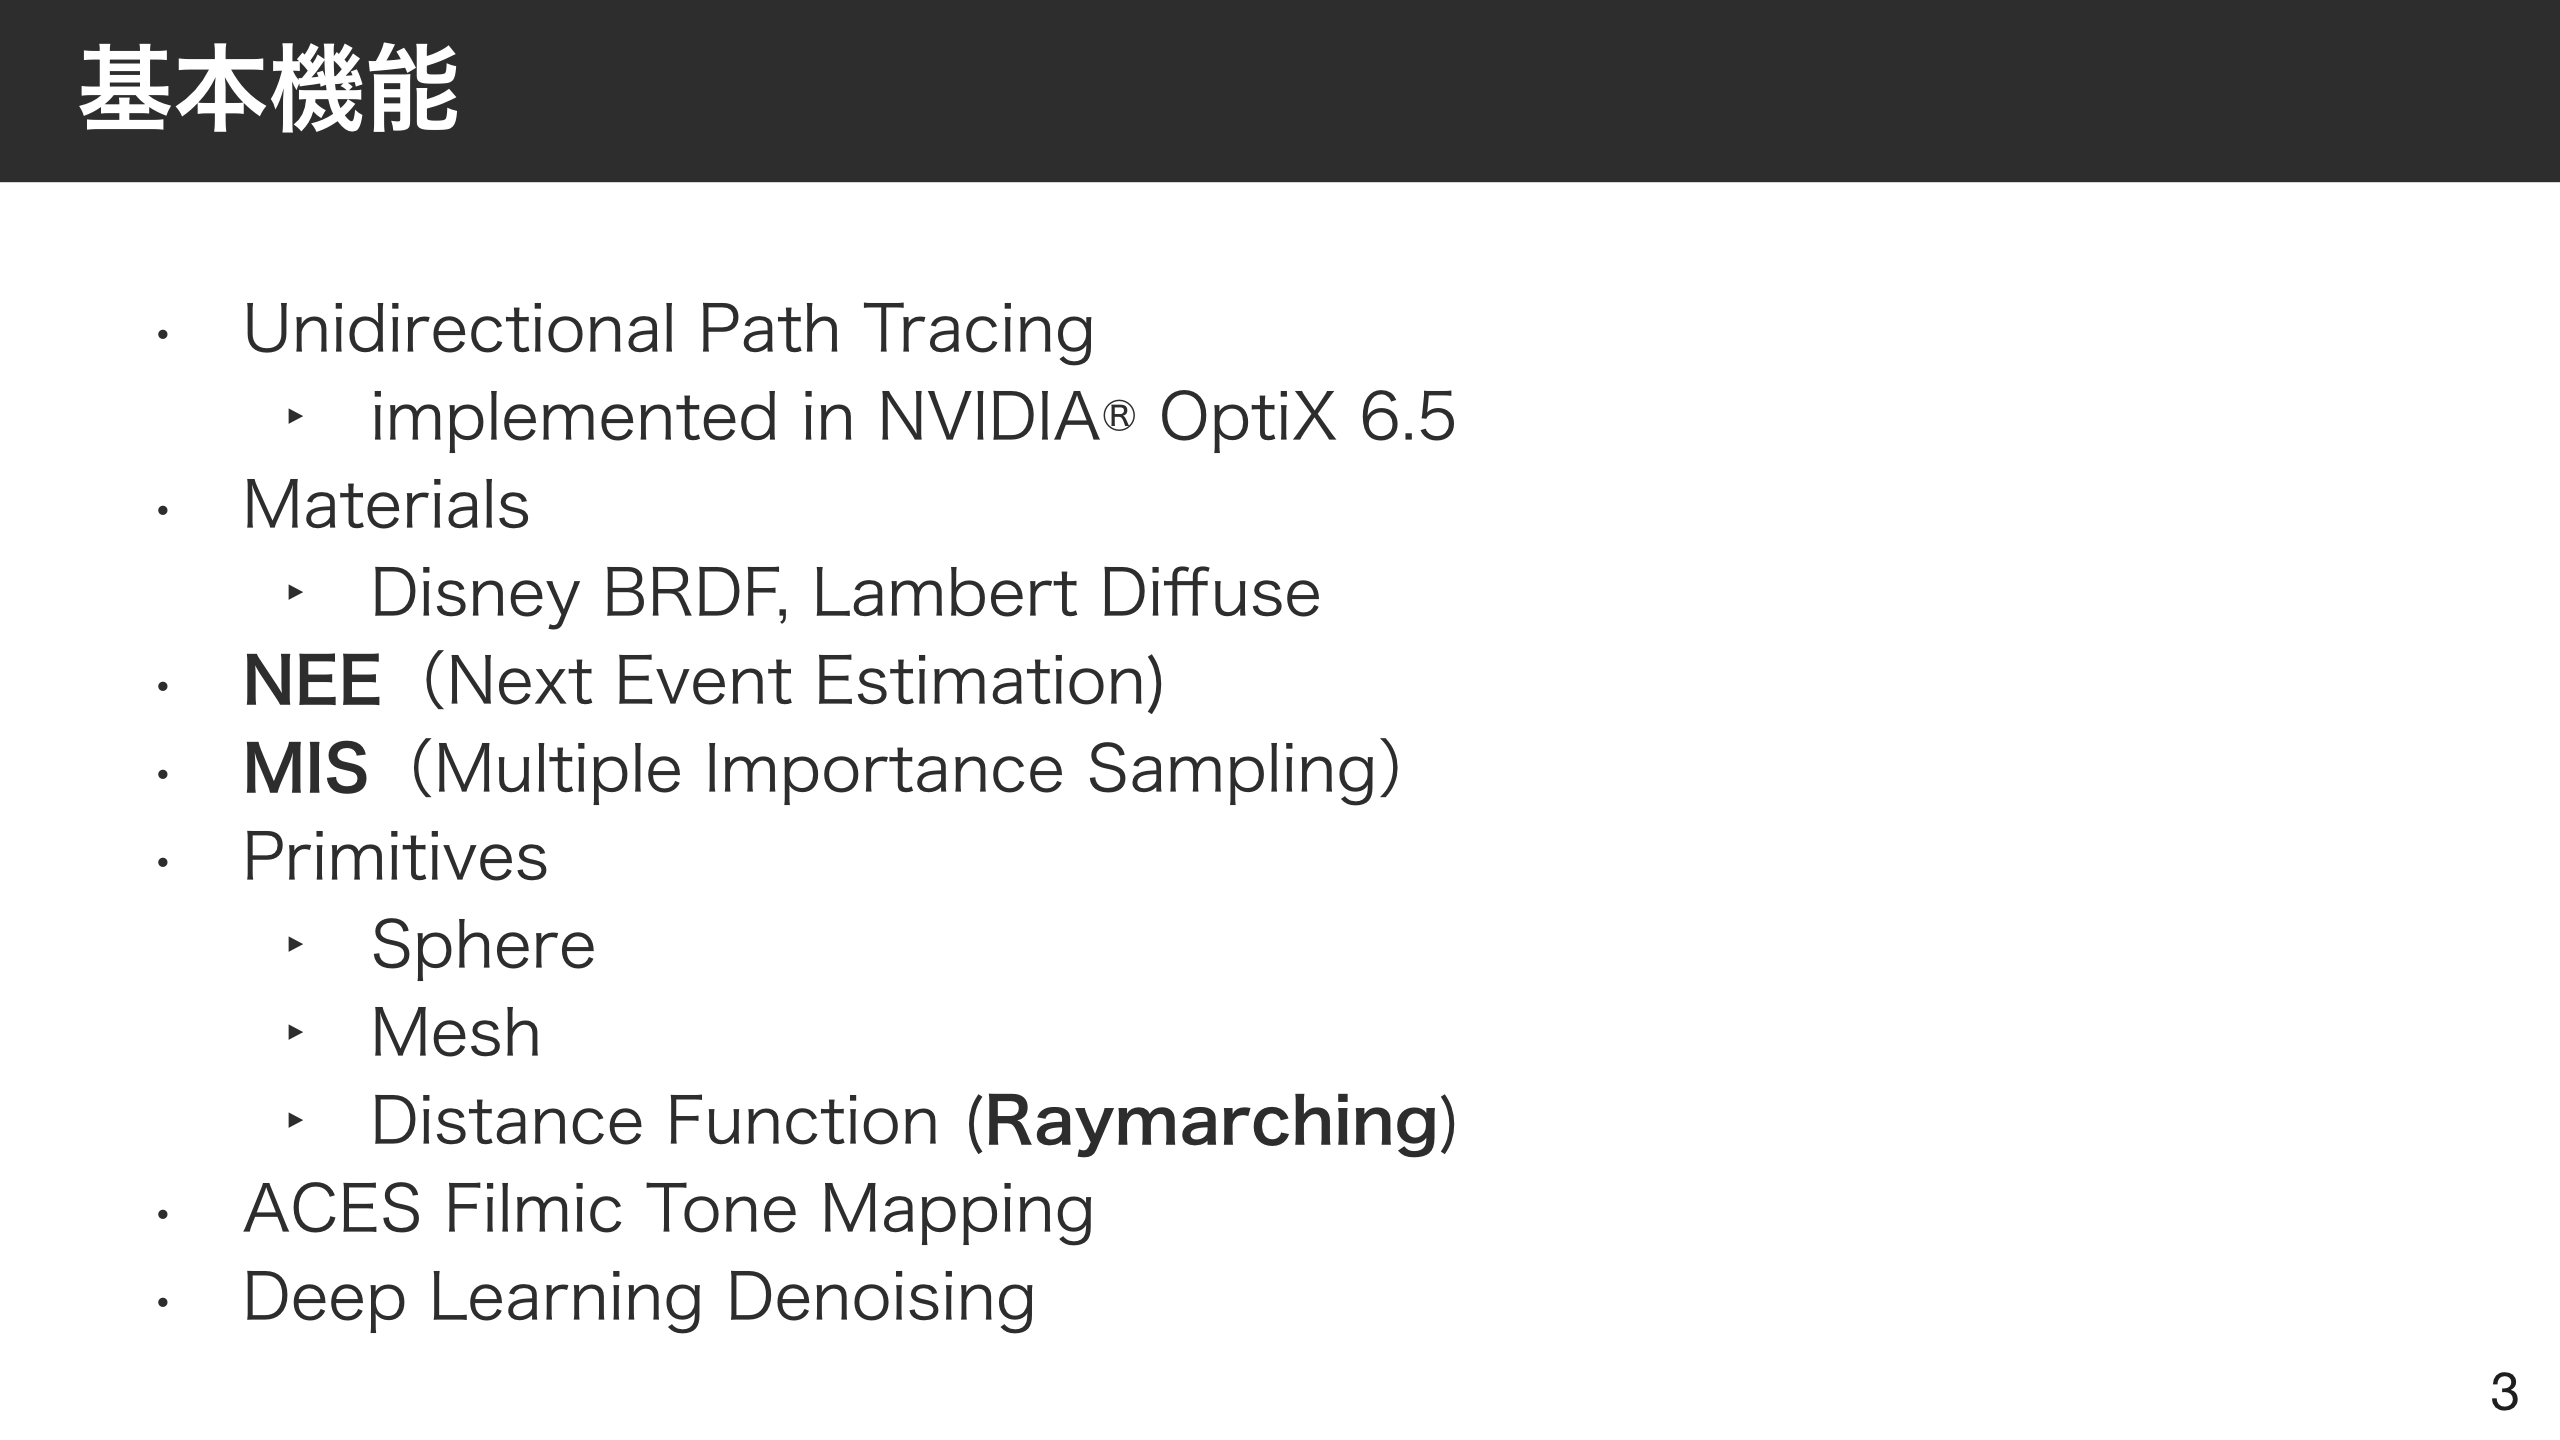 基本機能
• Unidirectional Path Tracing
‣ implemented in NVIDIA® OptiX 6.5
• Materials
‣ Disney BRDF, Lambert Diffuse
• NEE（Next Event Estimation)
• MIS（Multiple Importance Sampling）
• Primitives
‣ Sphere
‣ Mesh
‣ Distance Function (Raymarching)
• ACES Filmic Tone Mapping
• Deep Learning Denoising
3